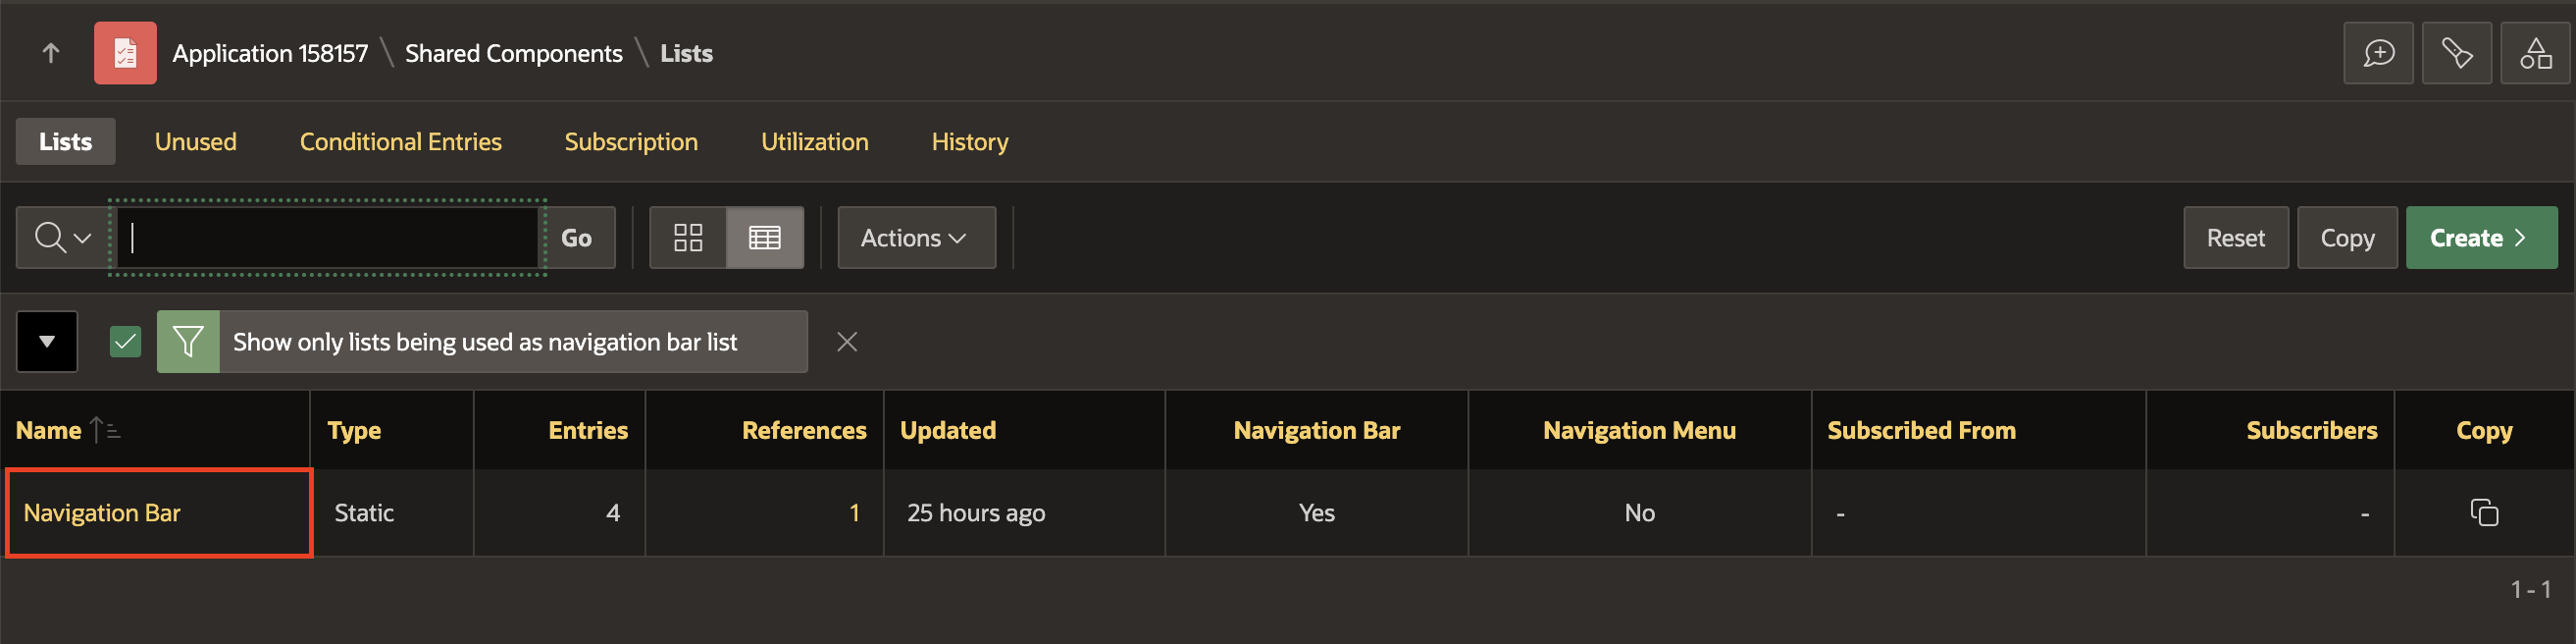 Application 158157 \ Shared Components \ Lists
Lists Unused Conditional Entries Subscription Utilization History
Go Actions Reset Copy Create
Show only lists being used as navigation bar list
Name Type Entries References Updated Navigation Bar Navigation Menu Subscribed From Subscribers Copy
Navigation Bar Static 4 1 25 hours ago Yes No - -
1 - 1